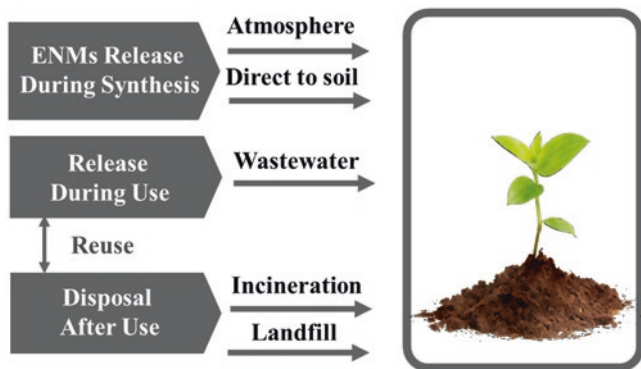 ENMs Release
During Synthesis
Atmosphere
Direct to soil
Release
During Use
Wastewater
Reuse
Disposal
After Use
Incineration
Landfill